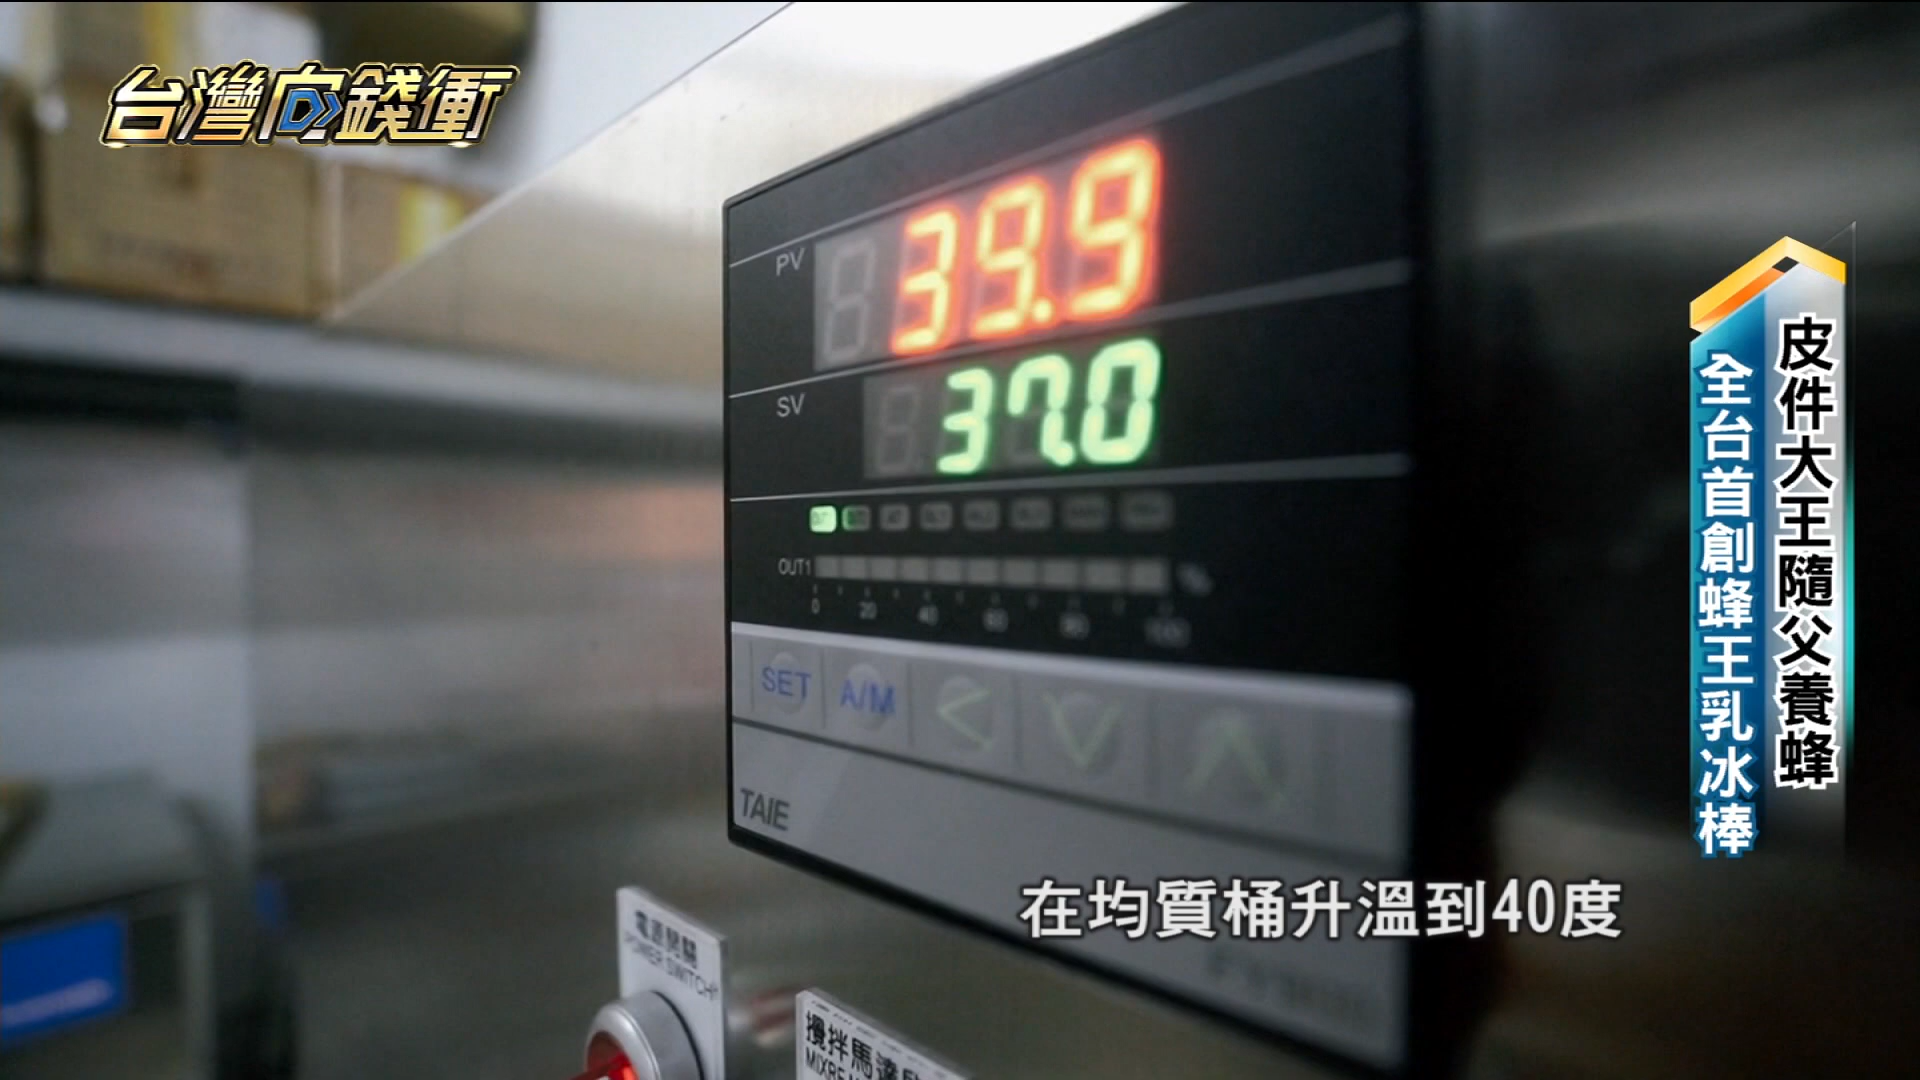 台灣向錢衝
PV
39.9
SV
37.0
OUT1
0 20 40 60 80 100
SET A/M
TAIE
電源開關
POWER SWITCH
攪拌馬達
皮件大王隨父養蜂
全台首創蜂王乳冰棒
在均質桶升溫到40度